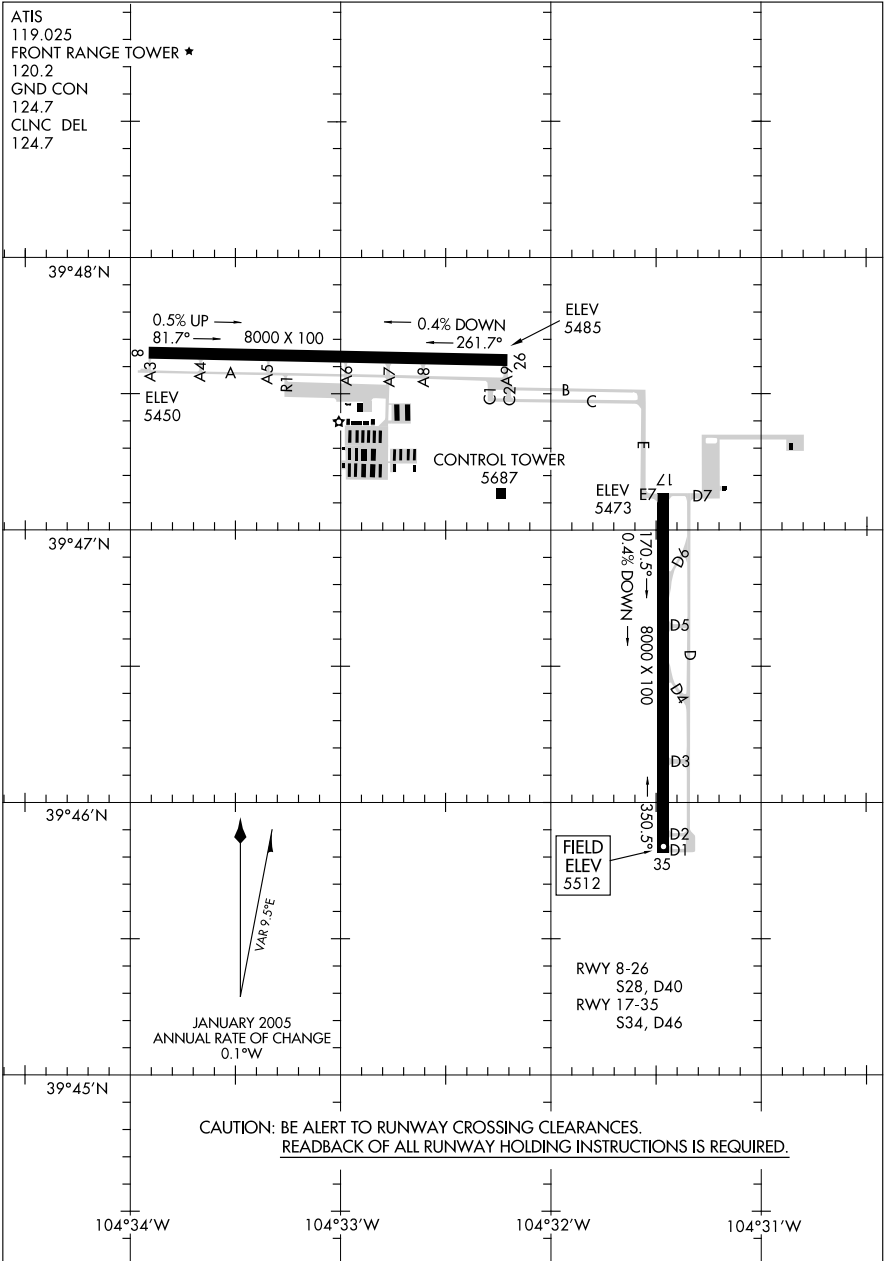 ATIS
119.025
FRONT RANGE TOWER ★
120.2
GND CON
124.7
CLNC DEL
124.7
39°48'N
0.5% UP
0.4% DOWN
81.7°
8000 X 100
261.7°
ELEV
5485
8
26
A3
A4
A
A5
R1
A6
A7
A8
A9
C1
C2
B
C
ELEV
5450
E
CONTROL TOWER
5687
ELEV
5473
E7
17
D7
39°47'N
170.5°
0.4% DOWN
8000 X 100
D6
D5
D
D4
D3
39°46'N
350.5°
D2
D1
35
FIELD
ELEV
5512
VAR 9.5°E
JANUARY 2005
ANNUAL RATE OF CHANGE
0.1°W
RWY 8-26
S28, D40
RWY 17-35
S34, D46
39°45'N
CAUTION: BE ALERT TO RUNWAY CROSSING CLEARANCES.
READBACK OF ALL RUNWAY HOLDING INSTRUCTIONS IS REQUIRED.
104°34'W
104°33'W
104°32'W
104°31'W